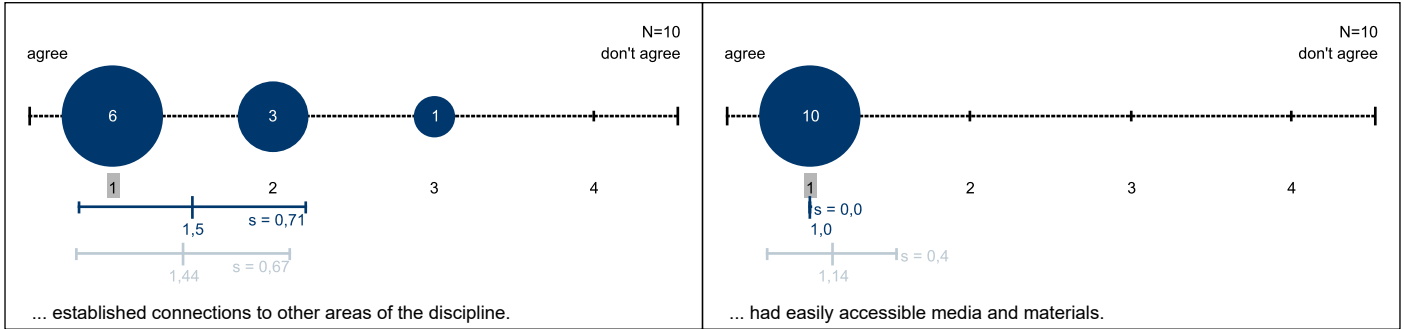 N=10
agree
don't agree
6
3
1
1
2
3
4
s = 0,71
1,5
s = 0,67
1,44
... established connections to other areas of the discipline.
N=10
agree
don't agree
10
1
2
3
4
s = 0,0
1,0
s = 0,4
1,14
... had easily accessible media and materials.